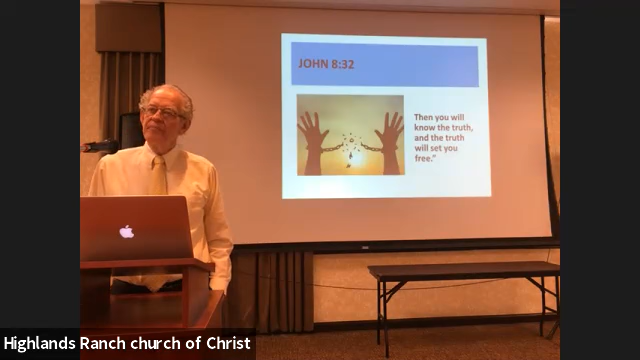 JOHN 8:32
Then you will
know the truth,
and the truth
will set you
free."
Highlands Ranch church of Christ